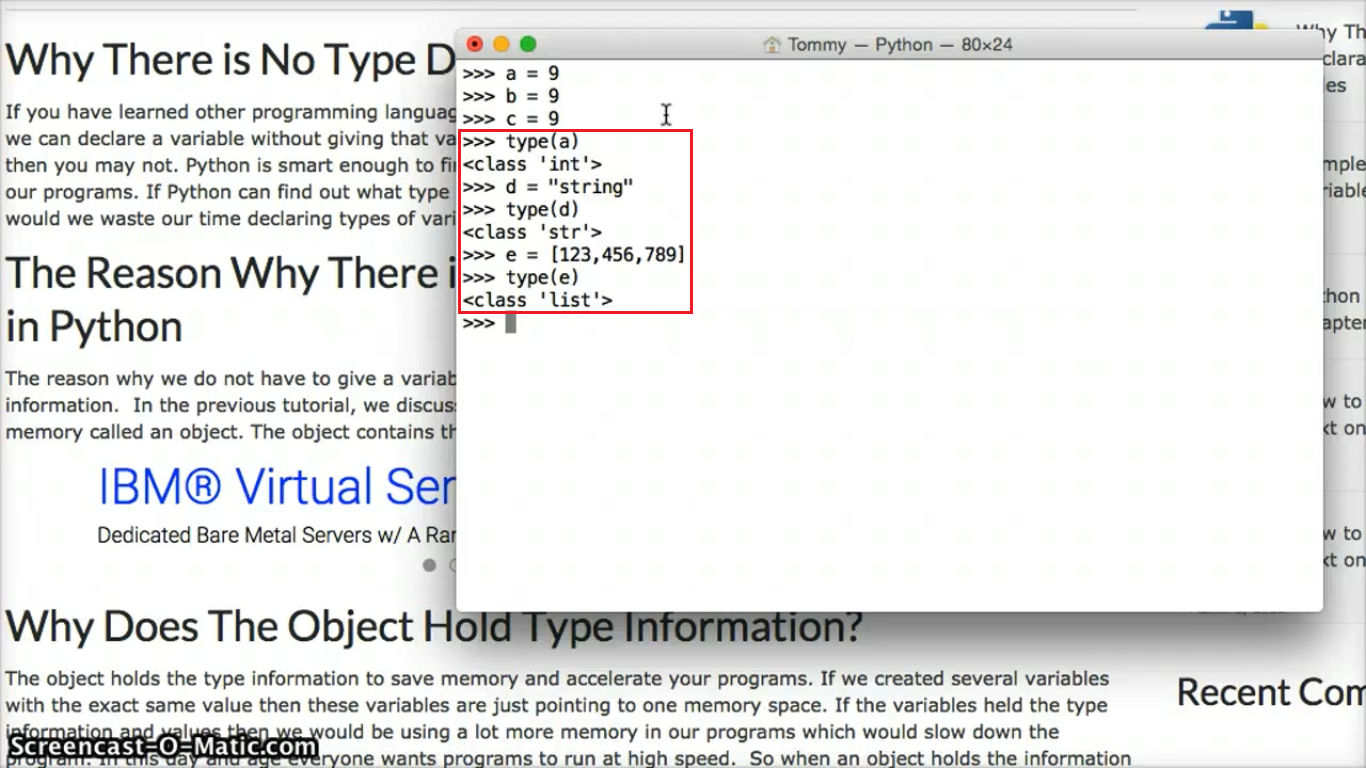 Why There is No Type D
If you have learned other programming languag
we can declare a variable without giving that va
then you may not. Python is smart enough to fi
our programs. If Python can find out what type
would we waste our time declaring types of vari
The Reason Why There i
in Python
The reason why we do not have to give a variab
information. In the previous tutorial, we discus
memory called an object. The object contains th
IBM® Virtual Ser
Dedicated Bare Metal Servers w/ A Ran
Tommy — Python — 80×24
>>> a = 9
>>> b = 9
>>> c = 9
>>> type(a)
<class 'int'>
>>> d = "string"
>>> type(d)
<class 'str'>
>>> e = [123,456,789]
>>> type(e)
<class 'list'>
>>>
Why Th
clara
es
mple
riable
hon
apter
w to
xt on
w to
xt on
Why Does The Object Hold Type Information?
The object holds the type information to save memory and accelerate your programs. If we created several variables
with the exact same value then these variables are just pointing to one memory space. If the variables held the type
information and values then we would be using a lot more memory in our programs which would slow down the
program. In this day and age everyone wants programs to run at high speed. So when an object holds the information
Recent Com
Screencast-O-Matic.com